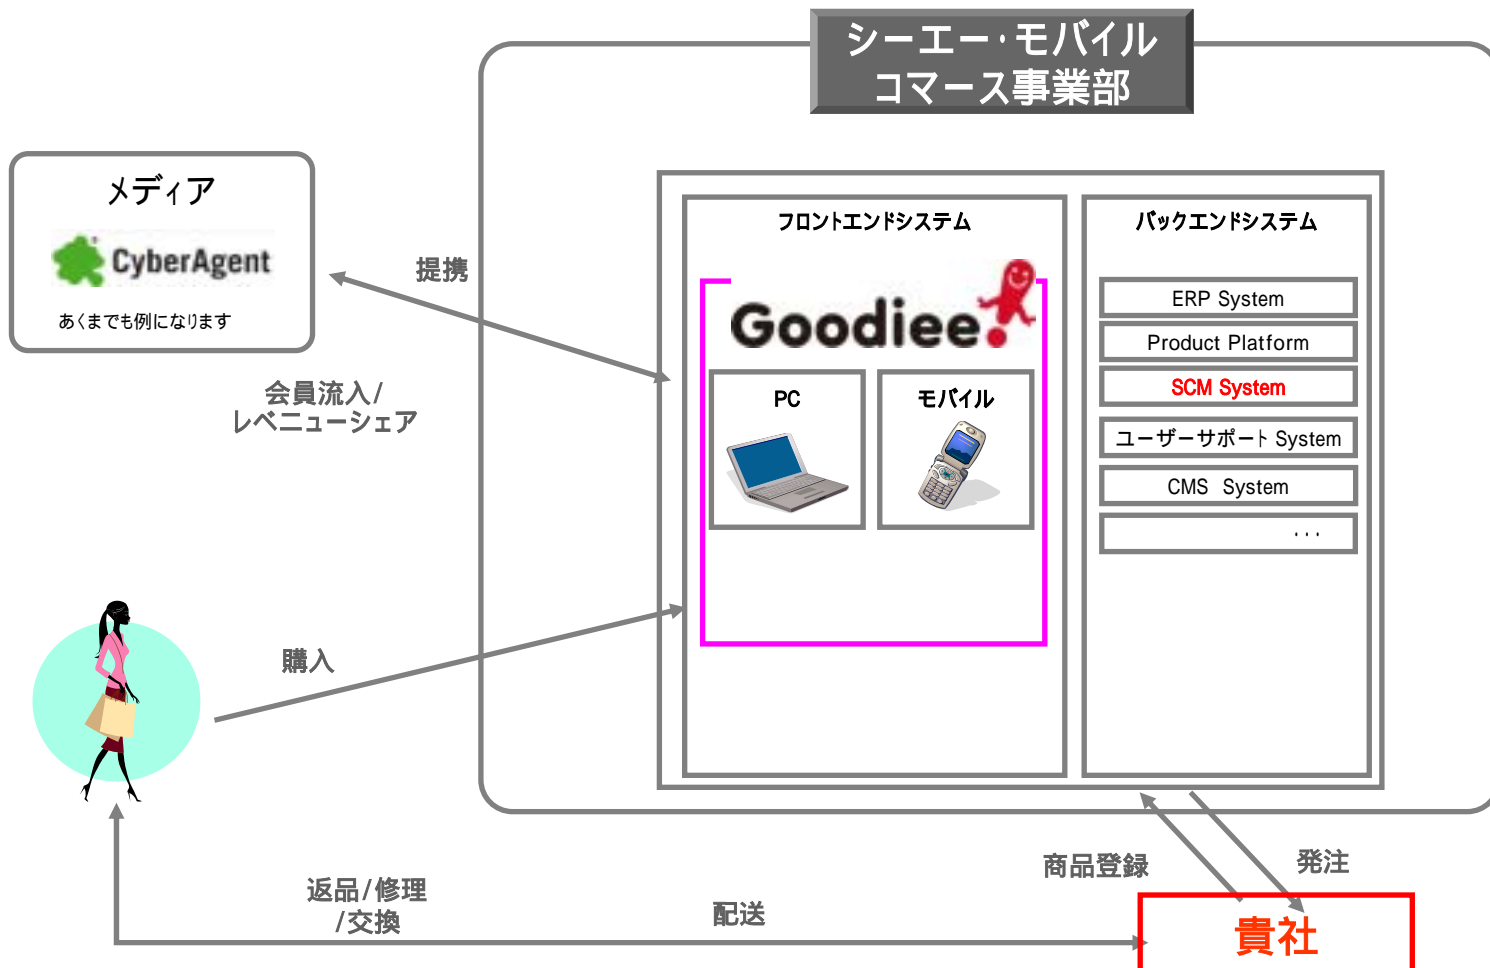 シーエー・モバイル
コマース事業部
メディア
CyberAgent
あくまでも例になります
提携
会員流入/
レベニューシェア
フロントエンドシステム
Goodiee!
PC
モバイル
バックエンドシステム
ERP System
Product Platform
SCM System
ユーザーサポート System
CMS System
...
購入
商品登録
発注
返品/修理
/交換
配送
貴社